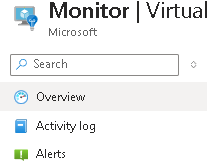 Monitor | Virtual
Microsoft
Search
Overview
Activity log
Alerts